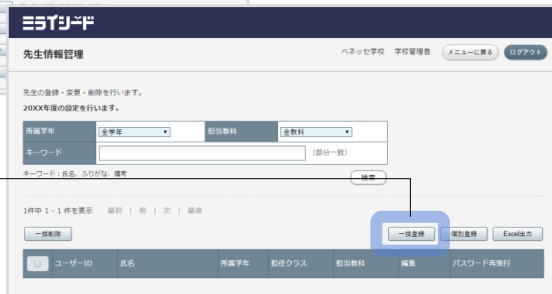 ミライシード
先生情報管理 ベネッセ学校 学校管理者 メニューに戻る ログアウト
先生の登録・変更・削除を行います。
20XX年度の設定を行います。
所属学年 全学年 担当教科 全教科
キーワード (部分一致)
キーワード：氏名、ふりがな、備考 検索
1件中 1 - 1 件を表示 最初 | 前 | 次 | 最後
一括削除 一括登録 個別登録 Excel出力
ユーザーID 氏名 所属学年 担任クラス 担当教科 編集 パスワード再発行